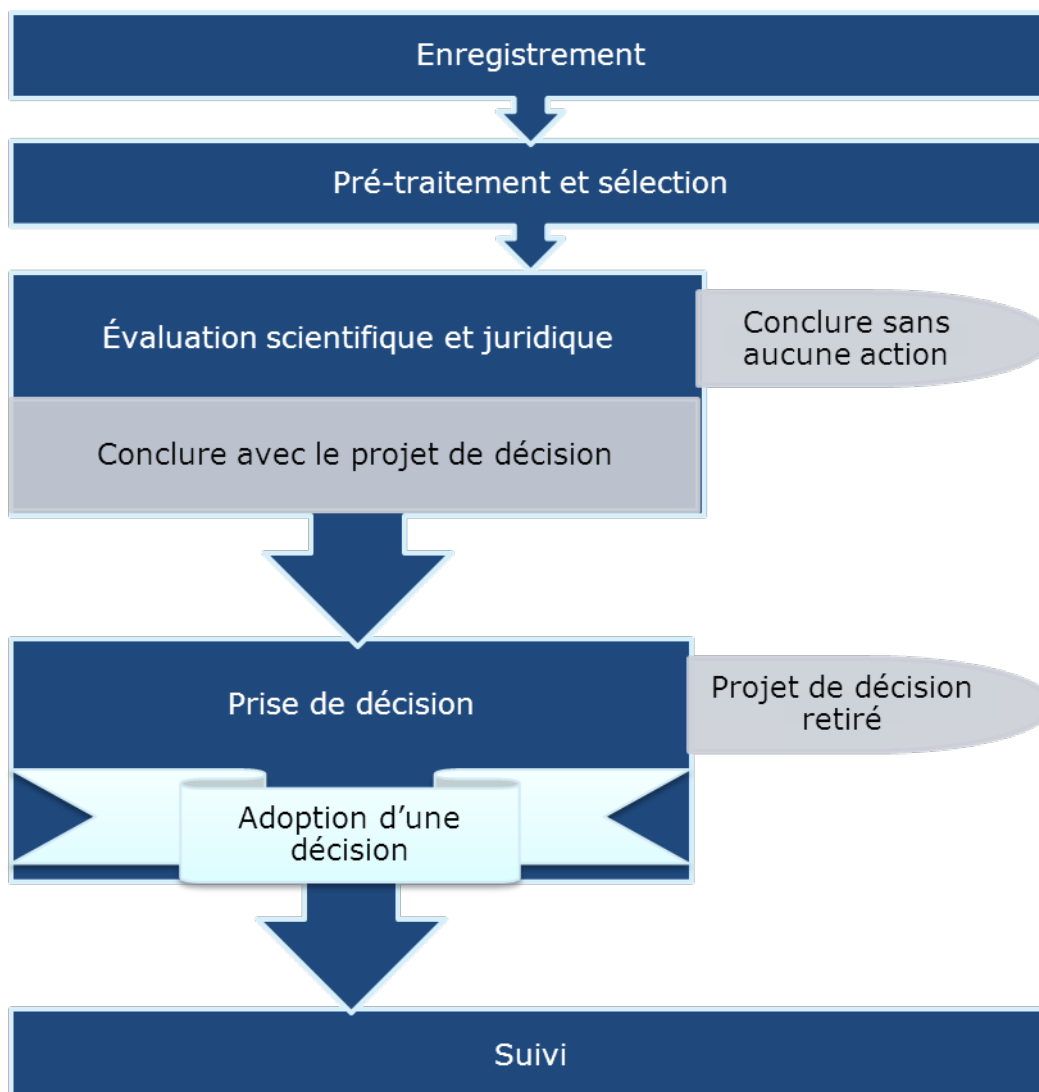 Enregistrement
Pré-traitement et sélection
Évaluation scientifique et juridique
Conclure sans
aucune action
Conclure avec le projet de décision
Prise de décision
Projet de décision
retiré
Adoption d’une
décision
Suivi